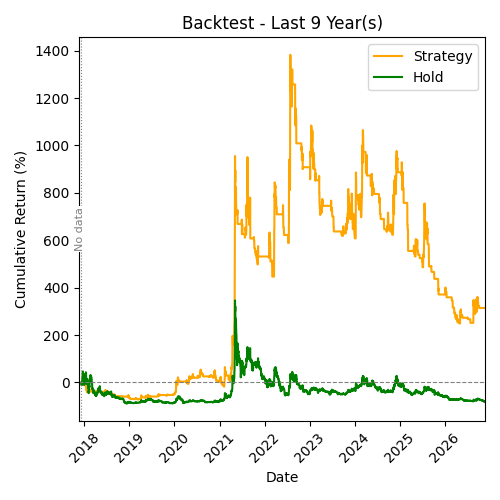 Backtest - Last 9 Year(s)
Strategy
Hold
Cumulative Return (%)
1400
1200
1000
800
600
400
200
0
No data
2018
2019
2020
2021
2022
2023
2024
2025
2026
Date